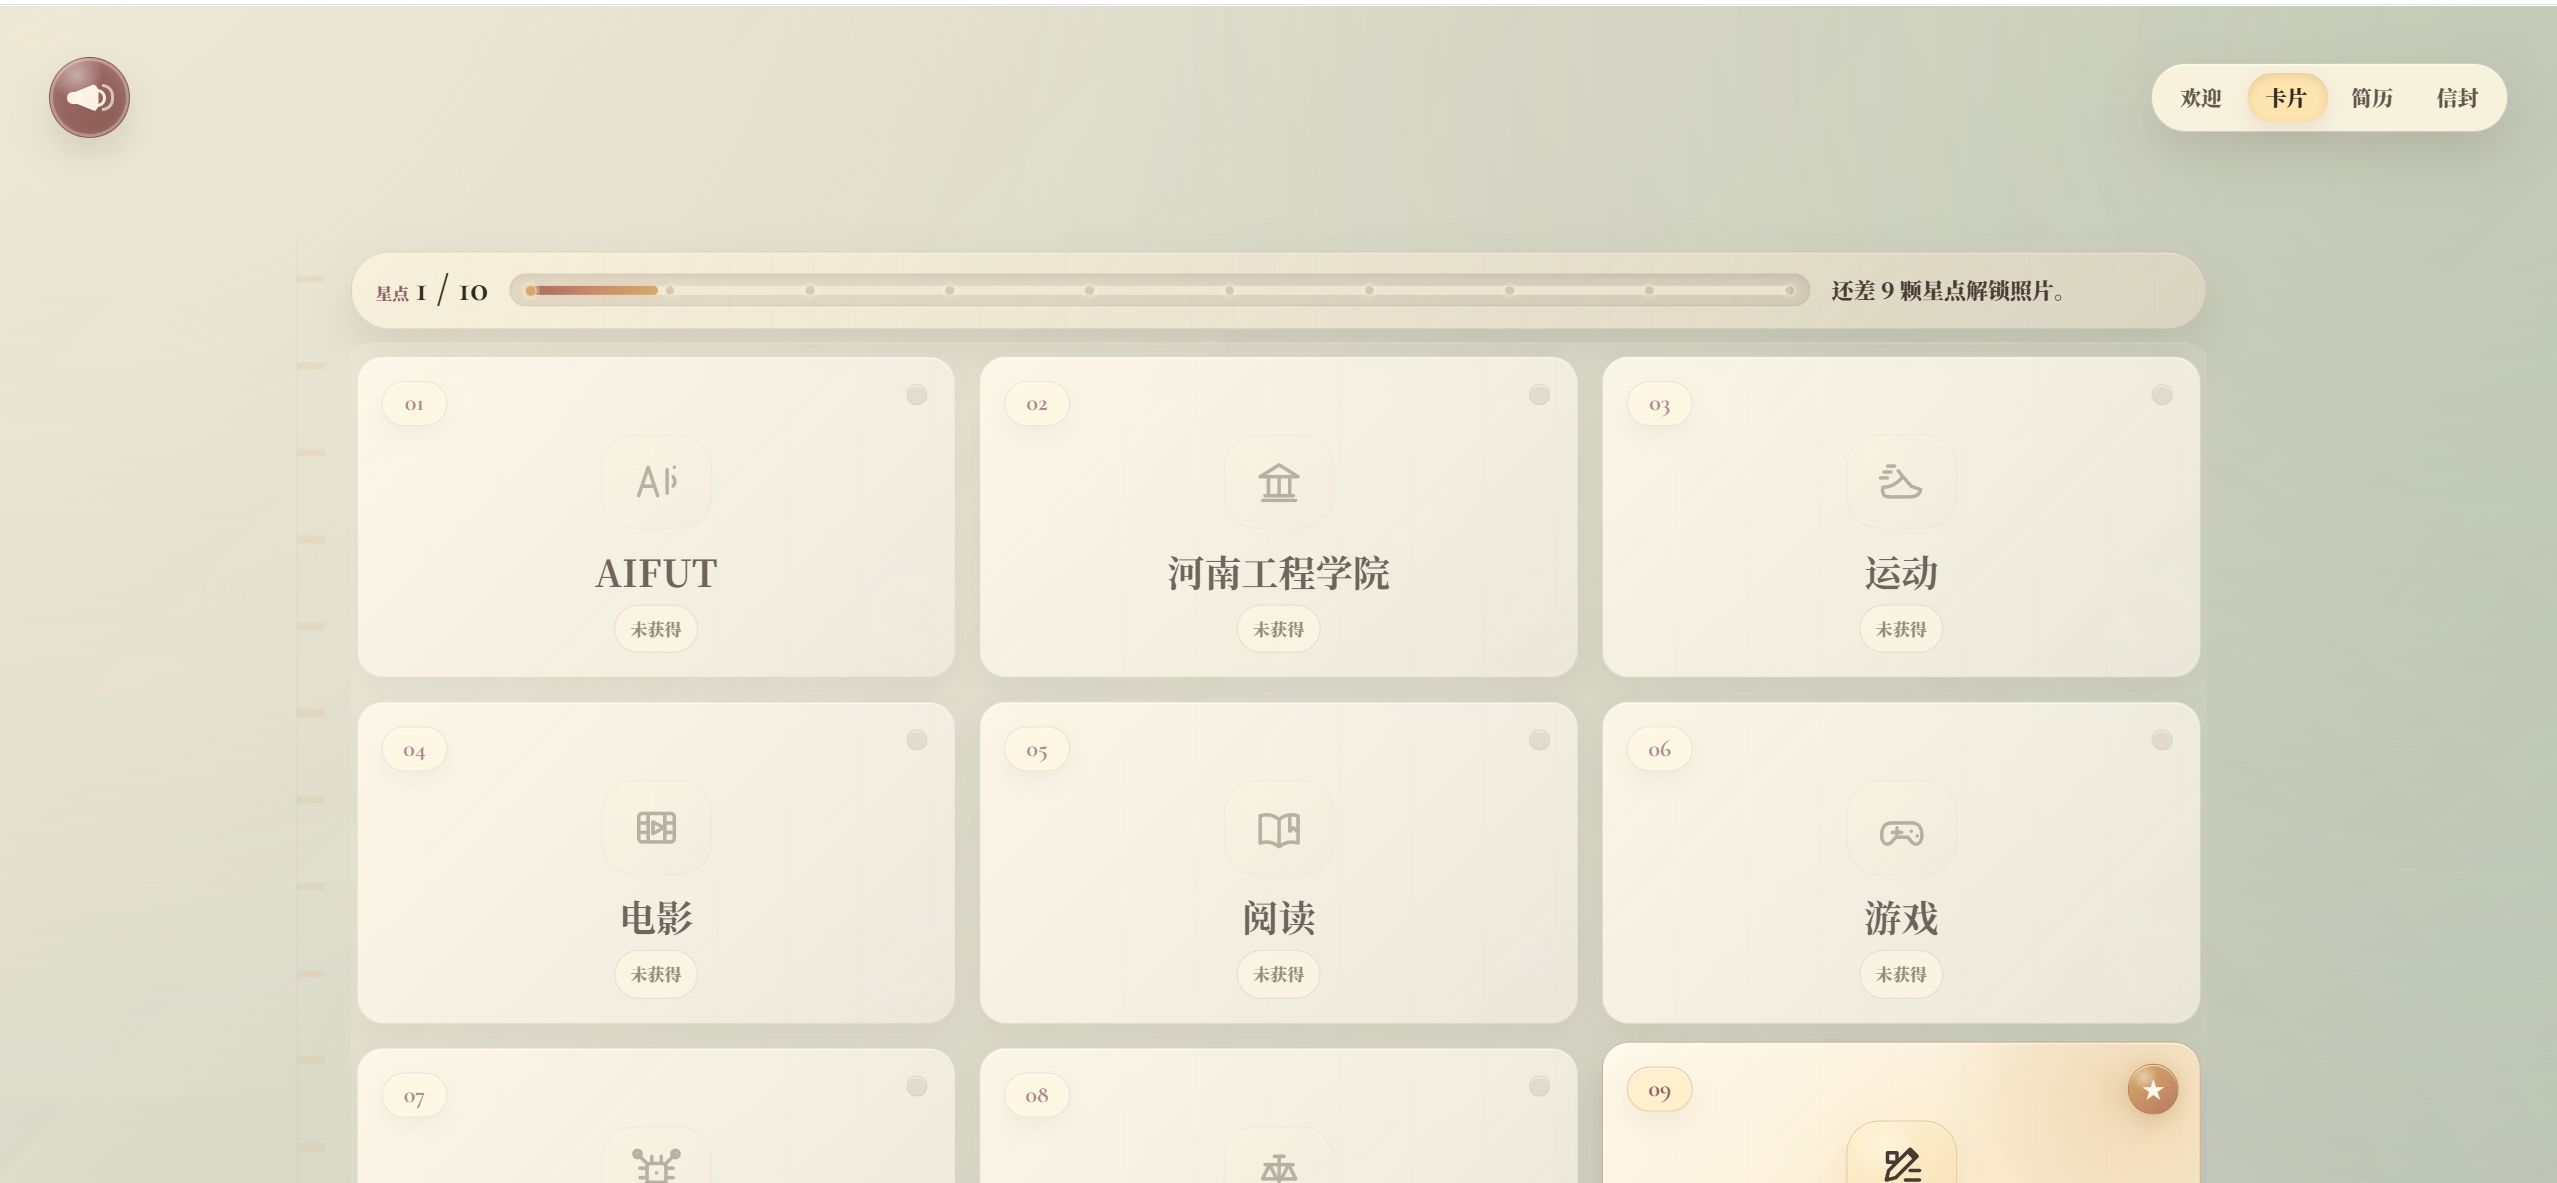 欢迎 卡片 简历 信封
星点 1 / 10 还差 9 颗星点解锁照片。
01 02 03
AIFUT 河南工程学院 运动
未获得 未获得 未获得
04 05 06
电影 阅读 游戏
未获得 未获得 未获得
07 08 09